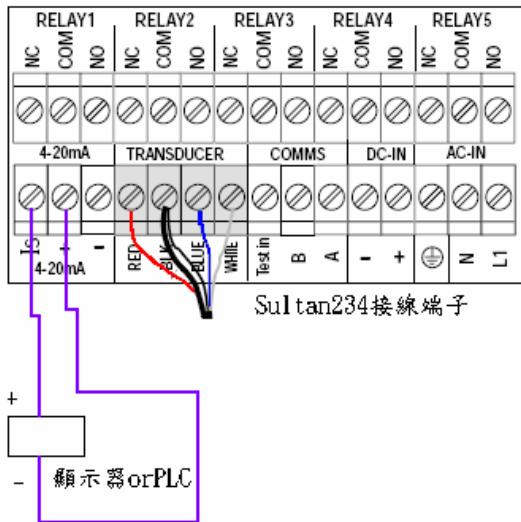 RELAY1 RELAY2 RELAY3 RELAY4 RELAY5
NC COM NO NC COM NO NC COM NO NC COM NO NC COM NO
4-20mA TRANSDUCER COMMS DC-IN AC-IN
Is + - RED BLK BLUE WHITE Test in B A - + N L1
4-20mA
Sultan234接線端子
+
- 顯示器orPLC